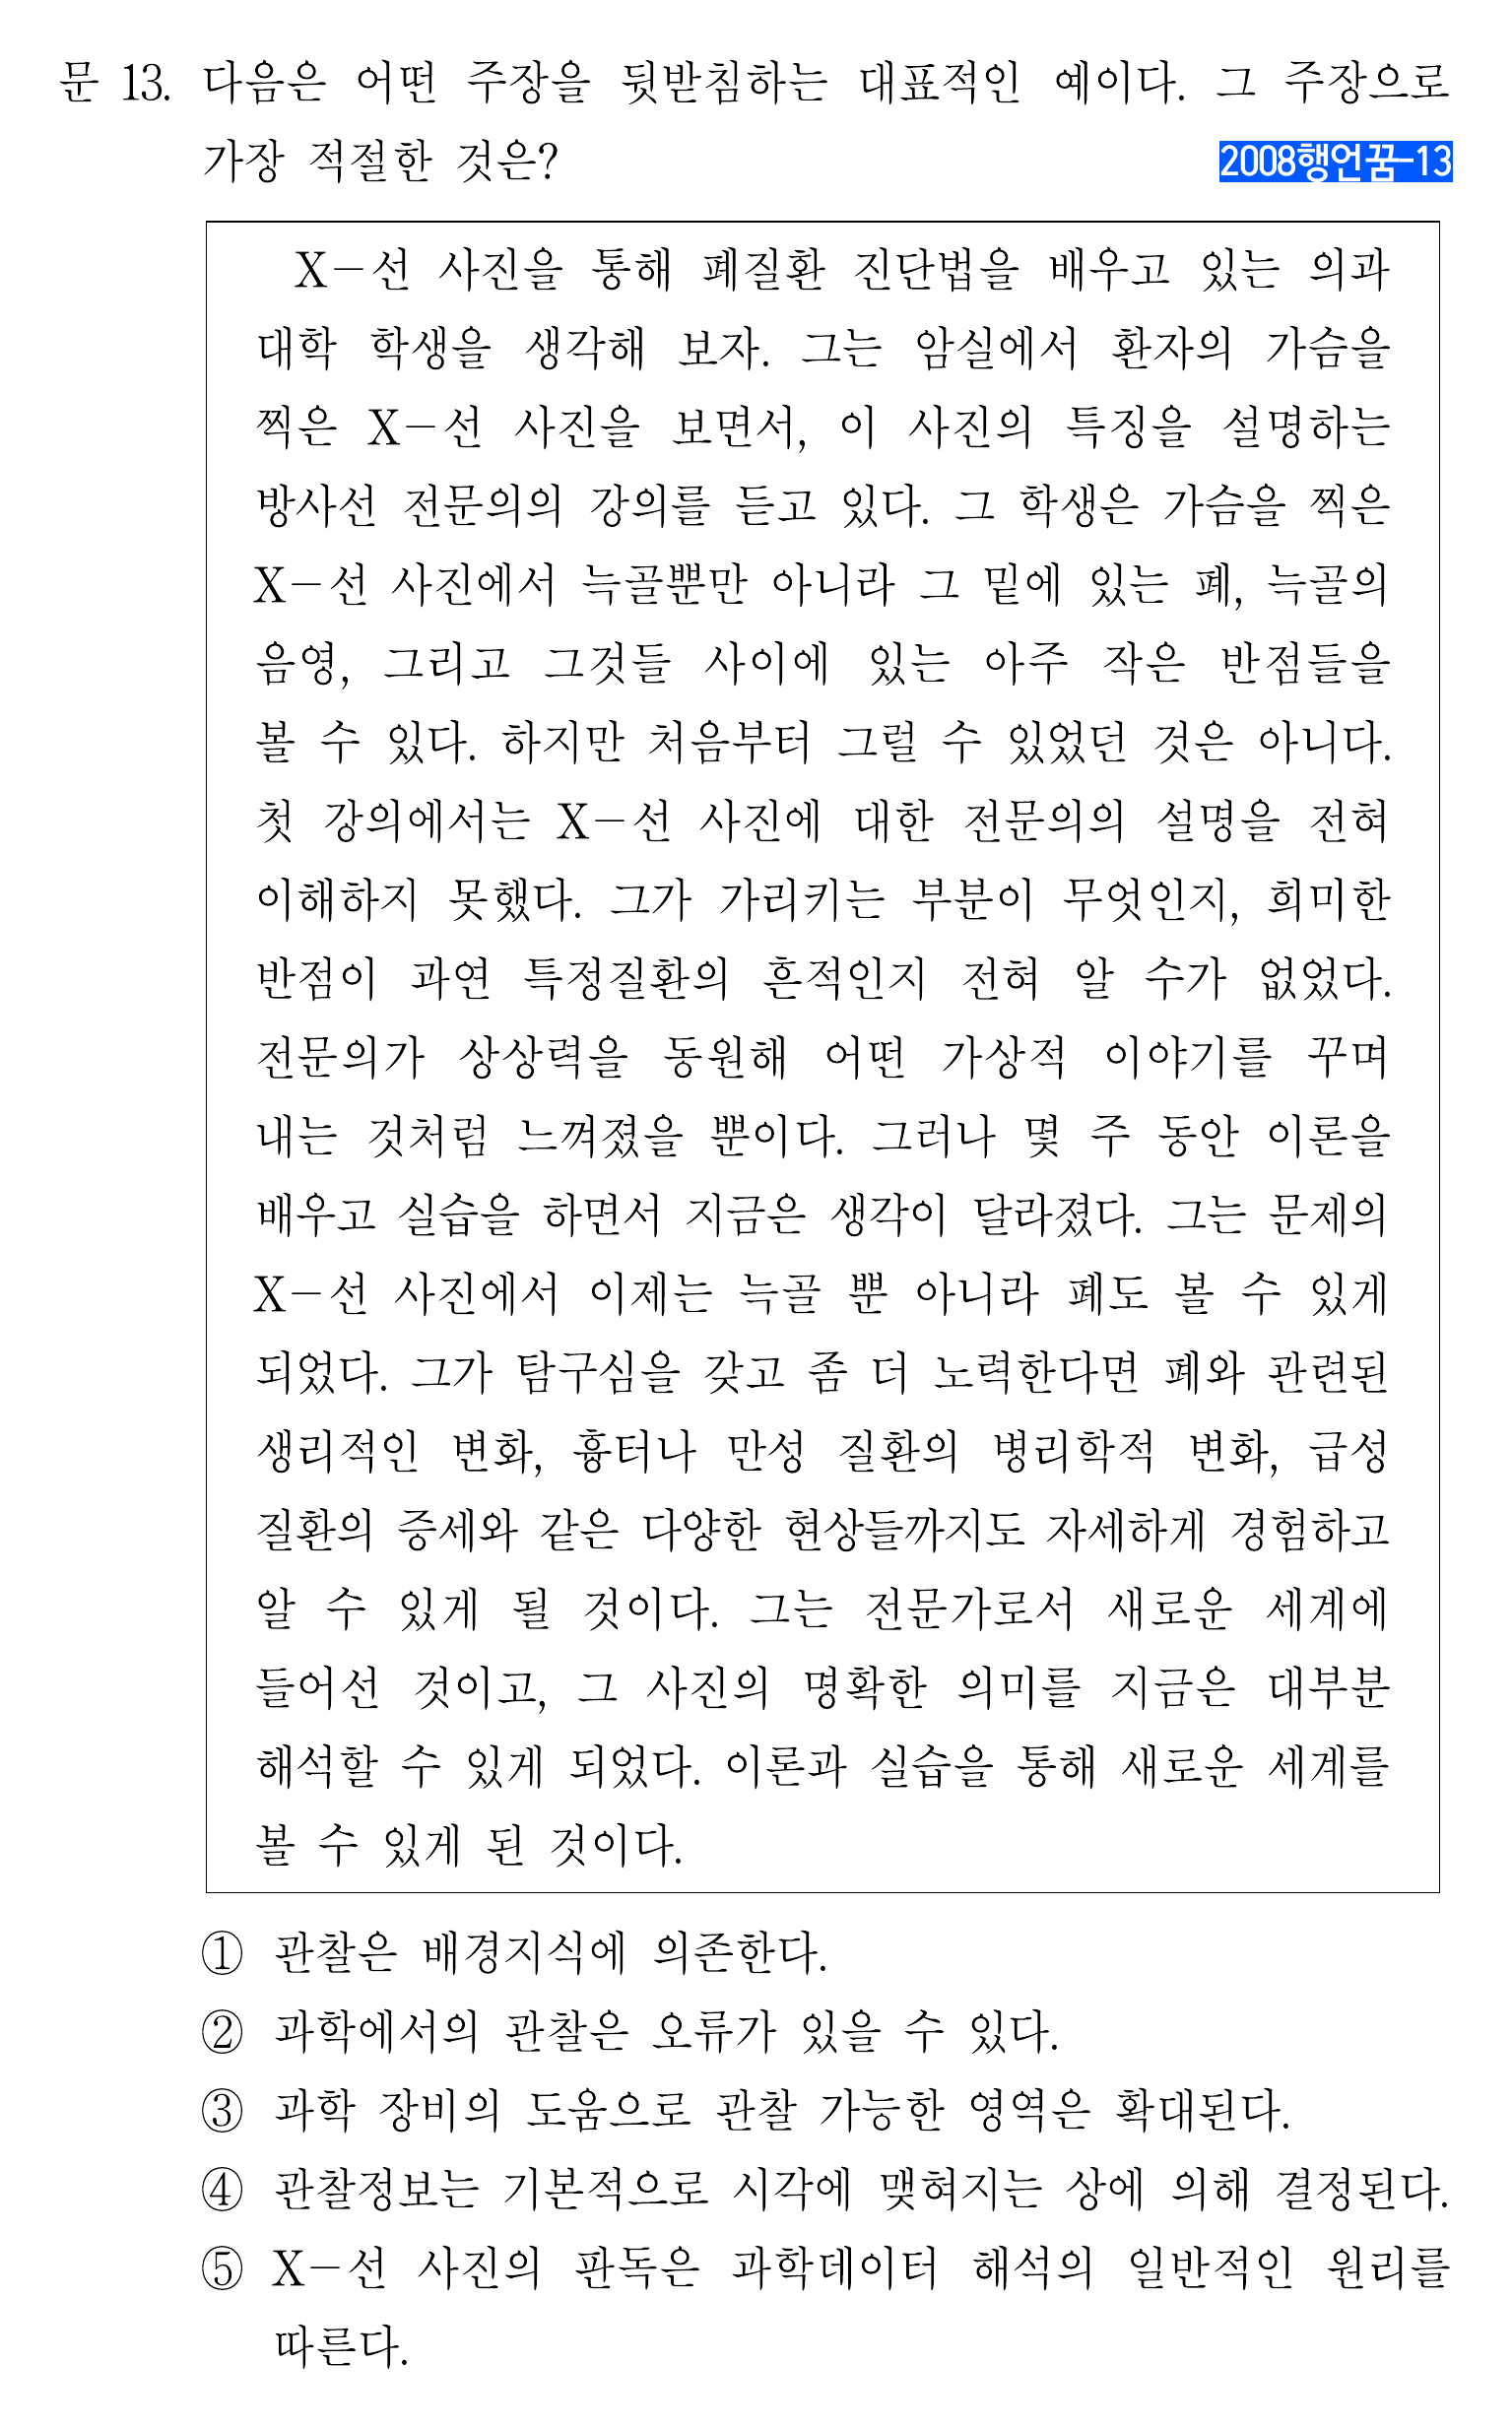 문 13. 다음은 어떤 주장을 뒷받침하는 대표적인 예이다. 그 주장으로
가장 적절한 것은?
2008행언꿈-13
X-선 사진을 통해 폐질환 진단법을 배우고 있는 의과
대학 학생을 생각해 보자. 그는 암실에서 환자의 가슴을
찍은 X-선 사진을 보면서, 이 사진의 특징을 설명하는
방사선 전문의의 강의를 듣고 있다. 그 학생은 가슴을 찍은
X-선 사진에서 늑골뿐만 아니라 그 밑에 있는 폐, 늑골의
음영, 그리고 그것들 사이에 있는 아주 작은 반점들을
볼 수 있다. 하지만 처음부터 그럴 수 있었던 것은 아니다.
첫 강의에서는 X-선 사진에 대한 전문의의 설명을 전혀
이해하지 못했다. 그가 가리키는 부분이 무엇인지, 희미한
반점이 과연 특정질환의 흔적인지 전혀 알 수가 없었다.
전문의가 상상력을 동원해 어떤 가상적 이야기를 꾸며
내는 것처럼 느껴졌을 뿐이다. 그러나 몇 주 동안 이론을
배우고 실습을 하면서 지금은 생각이 달라졌다. 그는 문제의
X-선 사진에서 이제는 늑골 뿐 아니라 폐도 볼 수 있게
되었다. 그가 탐구심을 갖고 좀 더 노력한다면 폐와 관련된
생리적인 변화, 흉터나 만성 질환의 병리학적 변화, 급성
질환의 증세와 같은 다양한 현상들까지도 자세하게 경험하고
알 수 있게 될 것이다. 그는 전문가로서 새로운 세계에
들어선 것이고, 그 사진의 명확한 의미를 지금은 대부분
해석할 수 있게 되었다. 이론과 실습을 통해 새로운 세계를
볼 수 있게 된 것이다.
① 관찰은 배경지식에 의존한다.
② 과학에서의 관찰은 오류가 있을 수 있다.
③ 과학 장비의 도움으로 관찰 가능한 영역은 확대된다.
④ 관찰정보는 기본적으로 시각에 맺혀지는 상에 의해 결정된다.
⑤ X-선 사진의 판독은 과학데이터 해석의 일반적인 원리를
따른다.